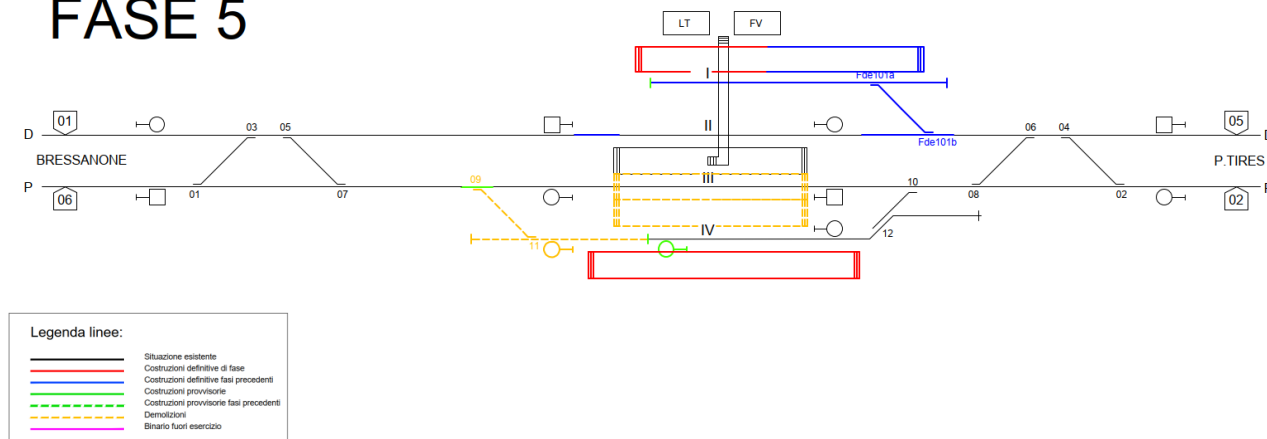 FASE 5
LT FV
I
Fde101a
01
05
D
03 05
II
06 04
D
Fde101b
BRESSANONE
P.TIRES
09
III
10
P
06
01 07
08 02
02
11
IV
12
Legenda linee:
Situazione esistente
Costruzioni definitive di fase
Costruzioni definitive fasi precedenti
Costruzioni provvisorie
Costruzioni provvisorie fasi precedenti
Demolizioni
Binario fuori esercizio